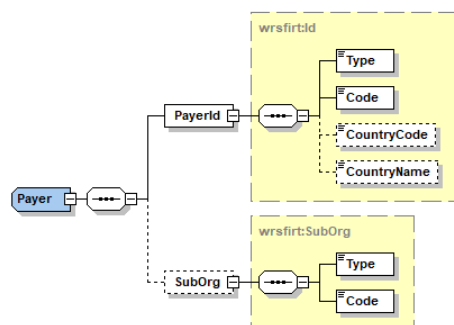 wrsfirt:Id
Type
Code
PayerId
CountryCode
CountryName
Payer
wrsfirt:SubOrg
Type
SubOrg
Code